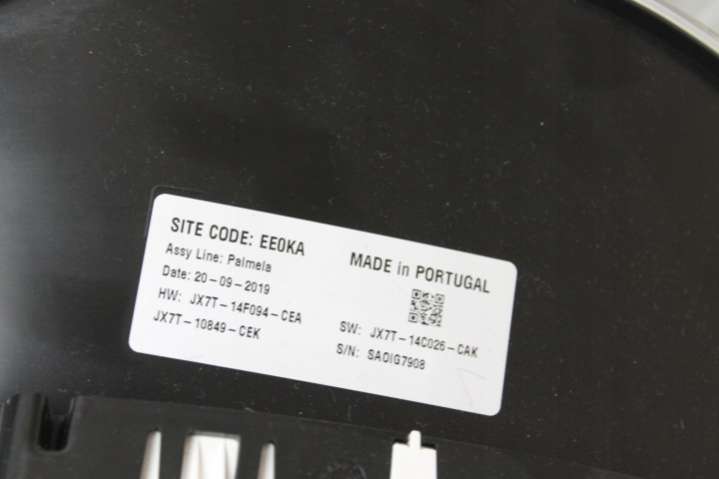 SITE CODE: EE0KA
Assy Line: Palmela
Date: 20-09-2019
HW: JX7T-14F094-CEA
JX7T-10849-CEK
MADE in PORTUGAL
SW: JX7T-14C026-CAK
S/N: SA0IG7908